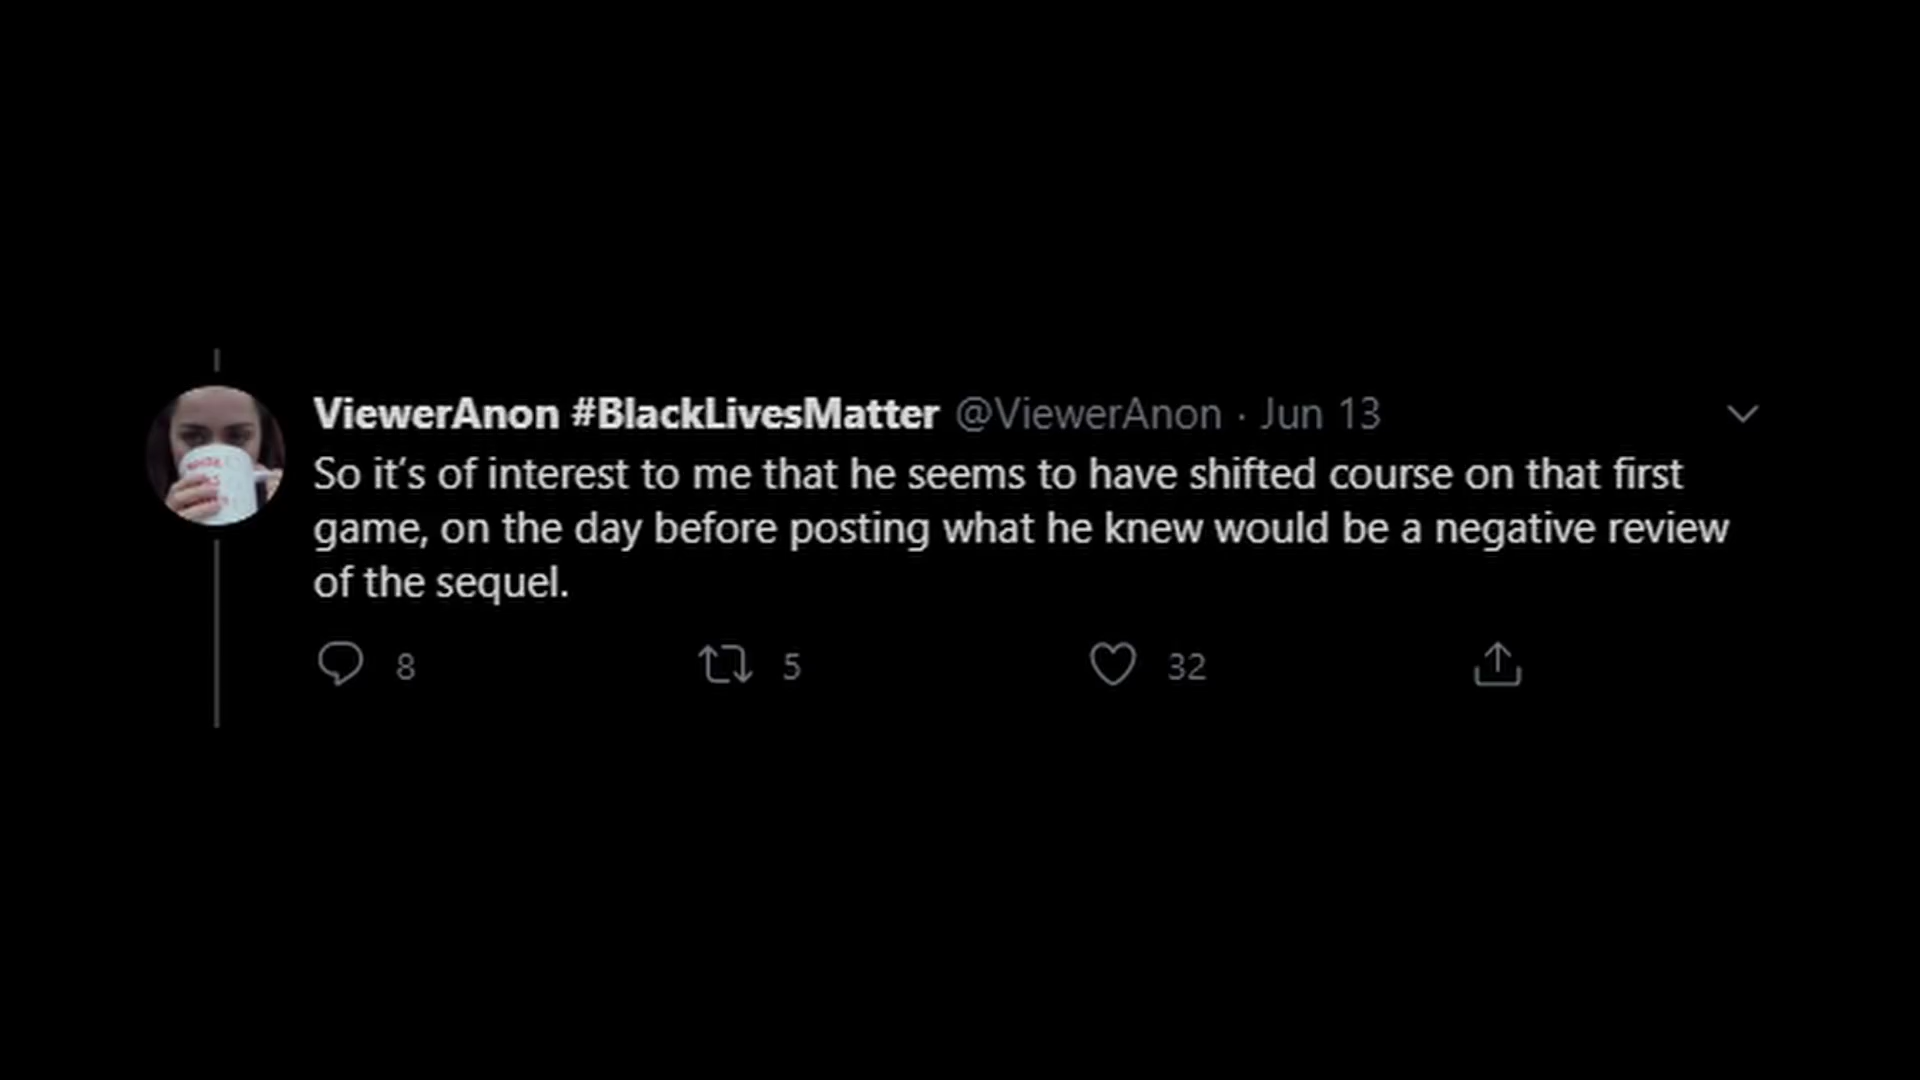 ViewerAnon #BlackLivesMatter @ViewerAnon · Jun 13
So it's of interest to me that he seems to have shifted course on that first
game, on the day before posting what he knew would be a negative review
of the sequel.
8 5 32